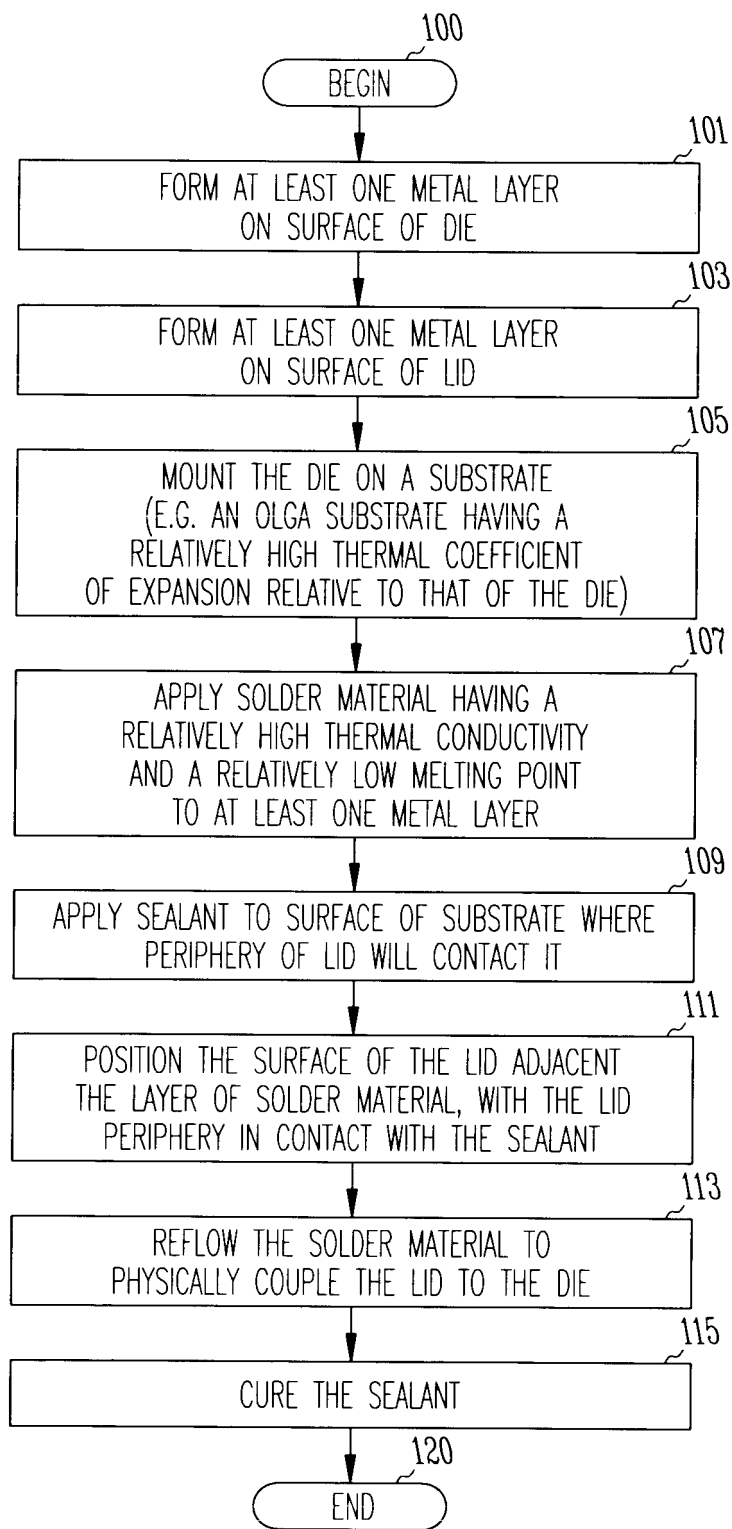 100
BEGIN
101
FORM AT LEAST ONE METAL LAYER
ON SURFACE OF DIE
103
FORM AT LEAST ONE METAL LAYER
ON SURFACE OF LID
105
MOUNT THE DIE ON A SUBSTRATE
(E.G. AN OLGA SUBSTRATE HAVING A
RELATIVELY HIGH THERMAL COEFFICIENT
OF EXPANSION RELATIVE TO THAT OF THE DIE)
107
APPLY SOLDER MATERIAL HAVING A
RELATIVELY HIGH THERMAL CONDUCTIVITY
AND A RELATIVELY LOW MELTING POINT
TO AT LEAST ONE METAL LAYER
109
APPLY SEALANT TO SURFACE OF SUBSTRATE WHERE
PERIPHERY OF LID WILL CONTACT IT
111
POSITION THE SURFACE OF THE LID ADJACENT
THE LAYER OF SOLDER MATERIAL, WITH THE LID
PERIPHERY IN CONTACT WITH THE SEALANT
113
REFLOW THE SOLDER MATERIAL TO
PHYSICALLY COUPLE THE LID TO THE DIE
115
CURE THE SEALANT
120
END